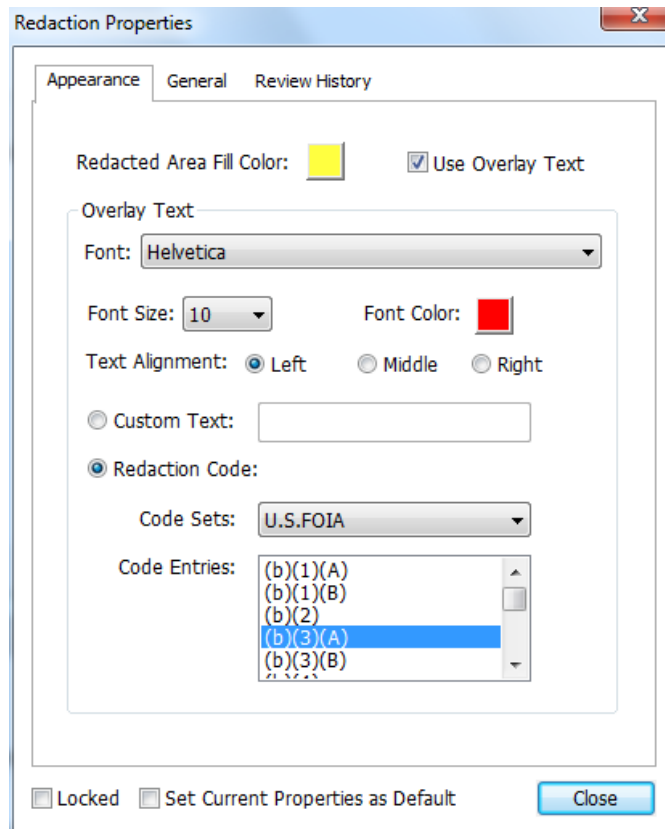 Redaction Properties
Appearance General Review History
Redacted Area Fill Color: Use Overlay Text
Overlay Text
Font: Helvetica
Font Size: 10 Font Color:
Text Alignment: Left Middle Right
Custom Text:
Redaction Code:
Code Sets: U.S.FOIA
Code Entries: (b)(1)(A)
(b)(1)(B)
(b)(2)
(b)(3)(A)
(b)(3)(B)
Locked Set Current Properties as Default Close